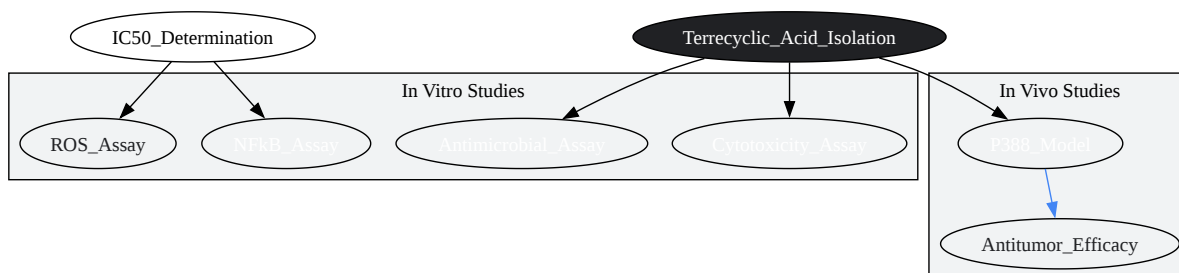 IC50_Determination
Terrecyclic_Acid_Isolation
In Vitro Studies
In Vivo Studies
ROS_Assay
NFkB_Assay
Antimicrobial_Assay
Cytotoxicity_Assay
P388_Model
Antitumor_Efficacy